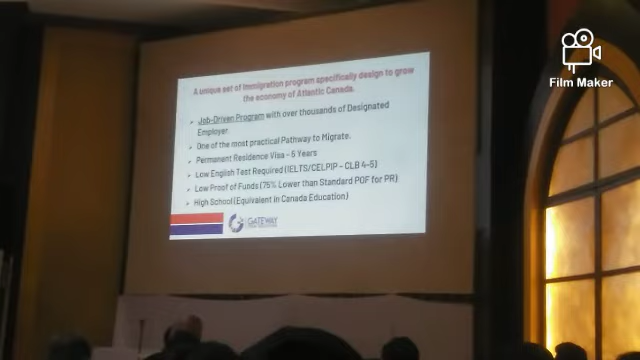 Film Maker
A unique set of Immigration program specifically design to grow
the economy of Atlantic Canada.
➤ Job-Driven Program with over thousands of Designated
Employer
➤ One of the most practical Pathway to Migrate.
➤ Permanent Residence Visa – 5 Years
➤ Low English Test Required (IELTS/CELPIP – CLB 4-5)
➤ Low Proof of Funds (75% Lower than Standard POF for PR)
➤ High School (Equivalent in Canada Education)
GATEWAY